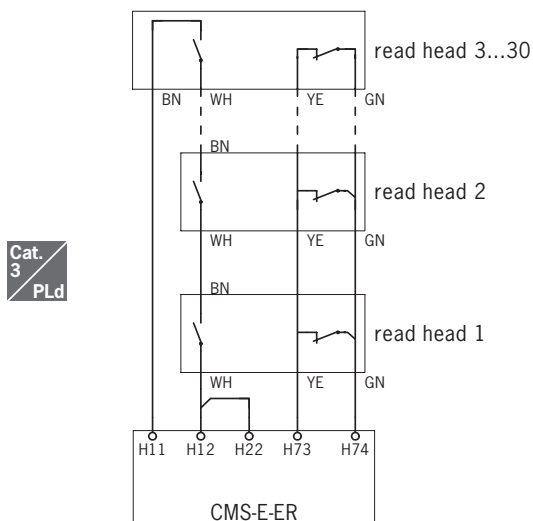 read head 3...30
BN WH YE GN
BN
read head 2
WH YE GN
Cat.
3
PLd
BN
read head 1
WH YE GN
H11 H12 H22 H73 H74
CMS-E-ER